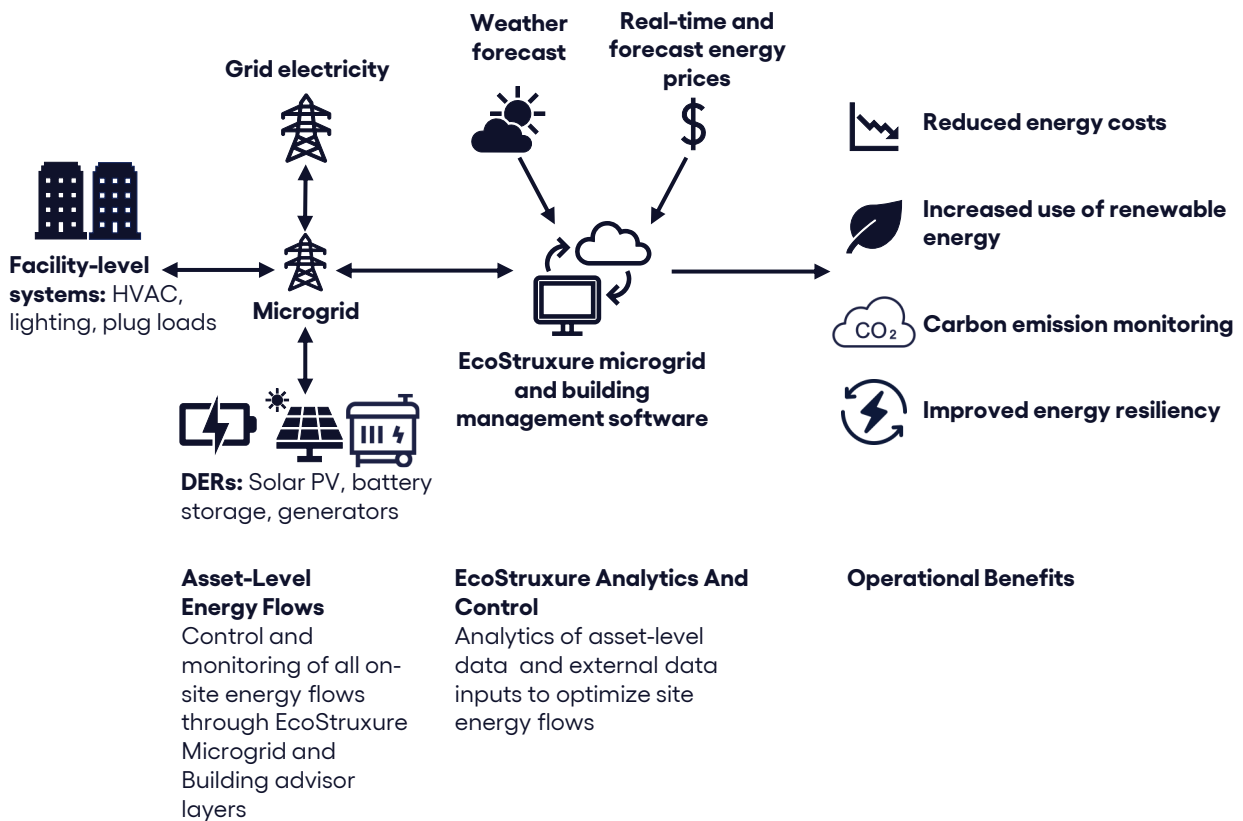 Weather
forecast
Real-time and
forecast energy
prices
Grid electricity
$
Reduced energy costs
Increased use of renewable
energy
Facility-level
systems: HVAC,
lighting, plug loads
Microgrid
CO₂
Carbon emission monitoring
EcoStruxure microgrid
and building
management software
Improved energy resiliency
DERs: Solar PV, battery
storage, generators
Asset-Level
Energy Flows
Control and
monitoring of all on-
site energy flows
through EcoStruxure
Microgrid and
Building advisor
layers
EcoStruxure Analytics And
Control
Analytics of asset-level
data  and external data
inputs to optimize site
energy flows
Operational Benefits